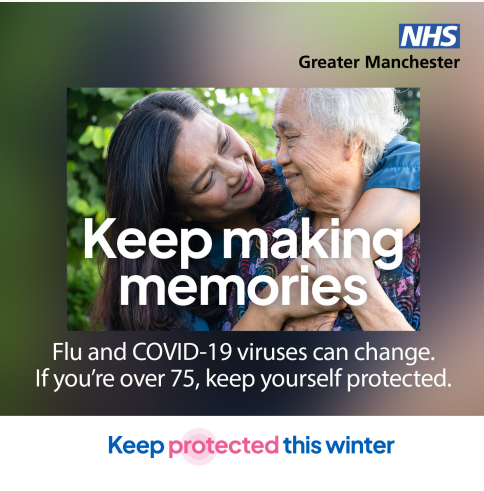 NHS
Greater Manchester
Keep making
memories
Flu and COVID-19 viruses can change.
If you're over 75, keep yourself protected.
Keep protected this winter